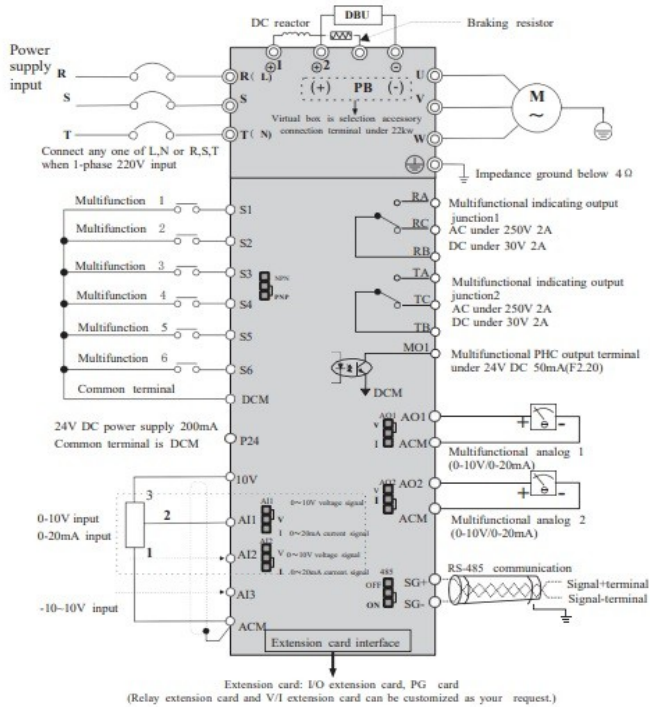 DC reactor
DBU
Braking resistor
Power
supply
input
R
S
T
R( L)
S
T( N)
⊕1
⊕2
⊖
(+) PB (-)
Virtual box is selection accessory
connection terminal under 22kw
U
V
W
M
~
Connect any one of L,N or R,S,T
when 1-phase 220V input
Impedance ground below 4Ω
Multifunction 1
Multifunction 2
Multifunction 3
Multifunction 4
Multifunction 5
Multifunction 6
Common terminal
S1
S2
S3
S4
S5
S6
DCM
NPN
PNP
RA
RC
RB
Multifunctional indicating output
junction1
AC under 250V 2A
DC under 30V 2A
TA
TC
TB
Multifunctional indicating output
junction2
AC under 250V 2A
DC under 30V 2A
MO1
DCM
Multifunctional PHC output terminal
under 24V DC 50mA(F2.20)
24V DC power supply 200mA
Common terminal is DCM
P24
AO1
V
I
AO1
ACM
+ -
Multifunctional analog 1
(0-10V/0-20mA)
AO2
V
I
AO2
ACM
+ -
Multifunctional analog 2
(0-10V/0-20mA)
10V
3
2
1
0-10V input
0-20mA input
AI1
AI1
V
I
0~10V voltage signal
0~20mA current signal
AI2
AI2
V
I
0~10V voltage signal
0~20mA current signal
-10~10V input
AI3
ACM
485
OFF
ON
SG+
SG-
RS-485 communication
Signal+terminal
Signal-terminal
Extension card interface
Extension card: I/O extension card, PG card
(Relay extension card and V/I extension card can be customized as your request.)